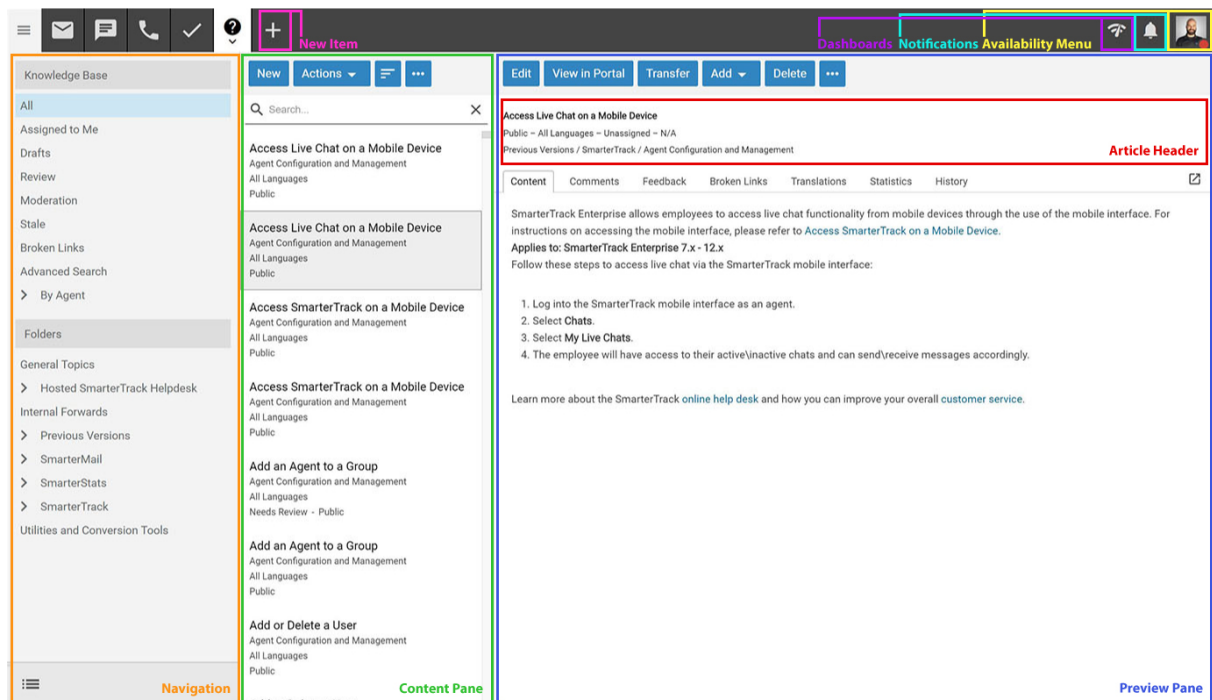 New Item
Dashboards Notifications Availability Menu
Knowledge Base
All
Assigned to Me
Drafts
Review
Moderation
Stale
Broken Links
Advanced Search
By Agent
Folders
General Topics
Hosted SmarterTrack Helpdesk
Internal Forwards
Previous Versions
SmarterMail
SmarterStats
SmarterTrack
Utilities and Conversion Tools
Navigation
New Actions
Search...
Access Live Chat on a Mobile Device
Agent Configuration and Management
All Languages
Public
Access Live Chat on a Mobile Device
Agent Configuration and Management
All Languages
Public
Access SmarterTrack on a Mobile Device
Agent Configuration and Management
All Languages
Public
Access SmarterTrack on a Mobile Device
Agent Configuration and Management
All Languages
Public
Add an Agent to a Group
Agent Configuration and Management
All Languages
Needs Review - Public
Add an Agent to a Group
Agent Configuration and Management
All Languages
Public
Add or Delete a User
Agent Configuration and Management
All Languages
Public
Content Pane
Edit View in Portal Transfer Add Delete
Access Live Chat on a Mobile Device
Public – All Languages – Unassigned – N/A
Previous Versions / SmarterTrack / Agent Configuration and Management
Article Header
Content Comments Feedback Broken Links Translations Statistics History
SmarterTrack Enterprise allows employees to access live chat functionality from mobile devices through the use of the mobile interface. For
instructions on accessing the mobile interface, please refer to Access SmarterTrack on a Mobile Device.
Applies to: SmarterTrack Enterprise 7.x - 12.x
Follow these steps to access live chat via the SmarterTrack mobile interface:
1. Log into the SmarterTrack mobile interface as an agent.
2. Select Chats.
3. Select My Live Chats.
4. The employee will have access to their active\inactive chats and can send\receive messages accordingly.
Learn more about the SmarterTrack online help desk and how you can improve your overall customer service.
Preview Pane